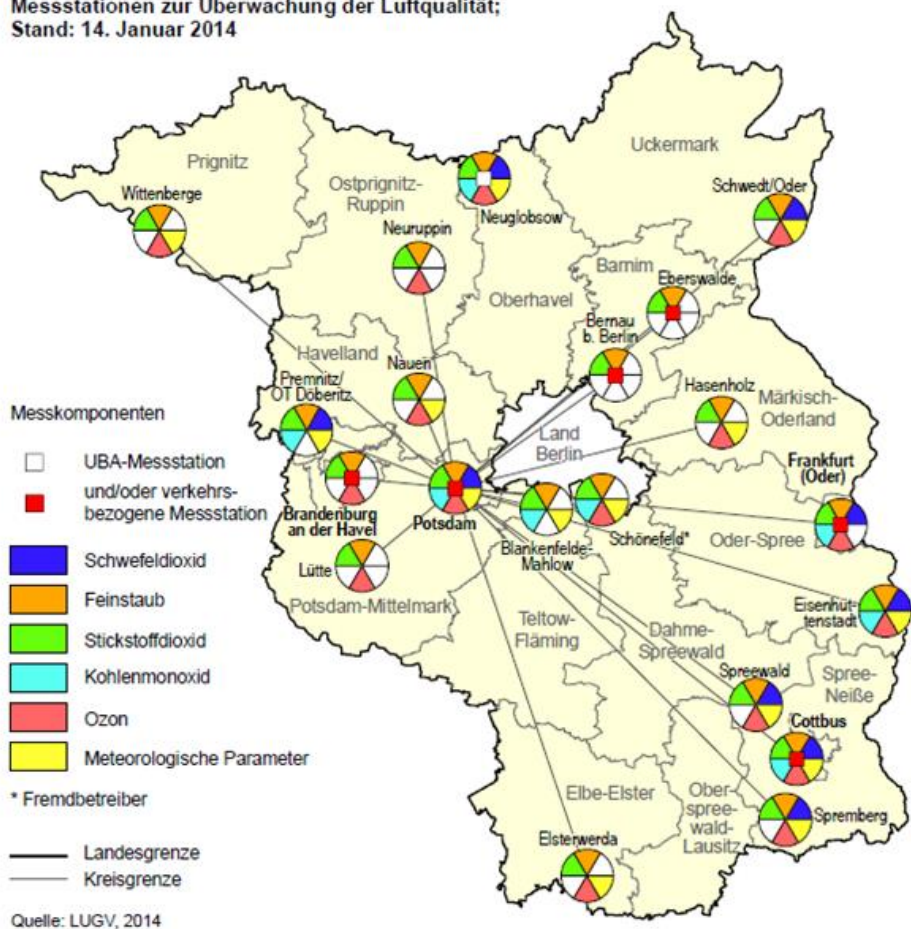 Messstationen zur Überwachung der Luftqualität;
Stand: 14. Januar 2014
Prignitz
Wittenberge
Ostprignitz-
Ruppin
Neuglobsow
Uckermark
Schwedt/Oder
Neuruppin
Oberhavel
Barnim
Eberswalde
Bernau
b. Berlin
Havelland
Nauen
Premnitz/
OT Döberitz
Hasenholz
Märkisch-
Oderland
Land
Berlin
Frankfurt
(Oder)
Brandenburg
an der Havel
Potsdam
Blankenfelde-
Mahlow
Schönefeld*
Oder-Spree
Lütte
Potsdam-Mittelmark
Teltow-
Fläming
Dahme-
Spreewald
Eisenhüt-
tenstadt
Spreewald
Spree-
Neiße
Cottbus
Elbe-Elster
Ober-
spree-
wald-
Lausitz
Spremberg
Elsterwerda
Messkomponenten
UBA-Messstation
und/oder verkehrs-
bezogene Messstation
Schwefeldioxid
Feinstaub
Stickstoffdioxid
Kohlenmonoxid
Ozon
Meteorologische Parameter
* Fremdbetreiber
Landesgrenze
Kreisgrenze
Quelle: LUGV, 2014